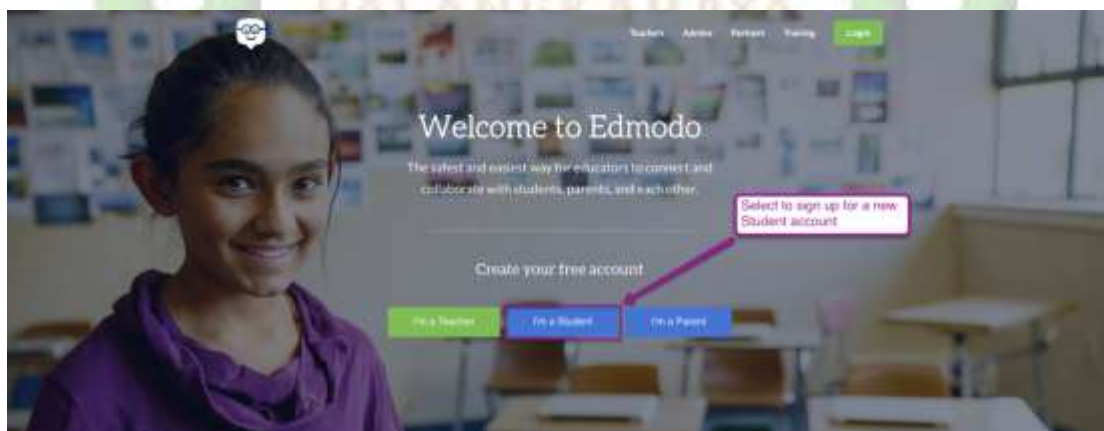 Teachers Admins Partners Training Login
Welcome to Edmodo
The safest and easiest way for educators to connect and
collaborate with students, parents, and each other.
Select to sign up for a new
Student account
Create your free account
I'm a Teacher I'm a Student I'm a Parent